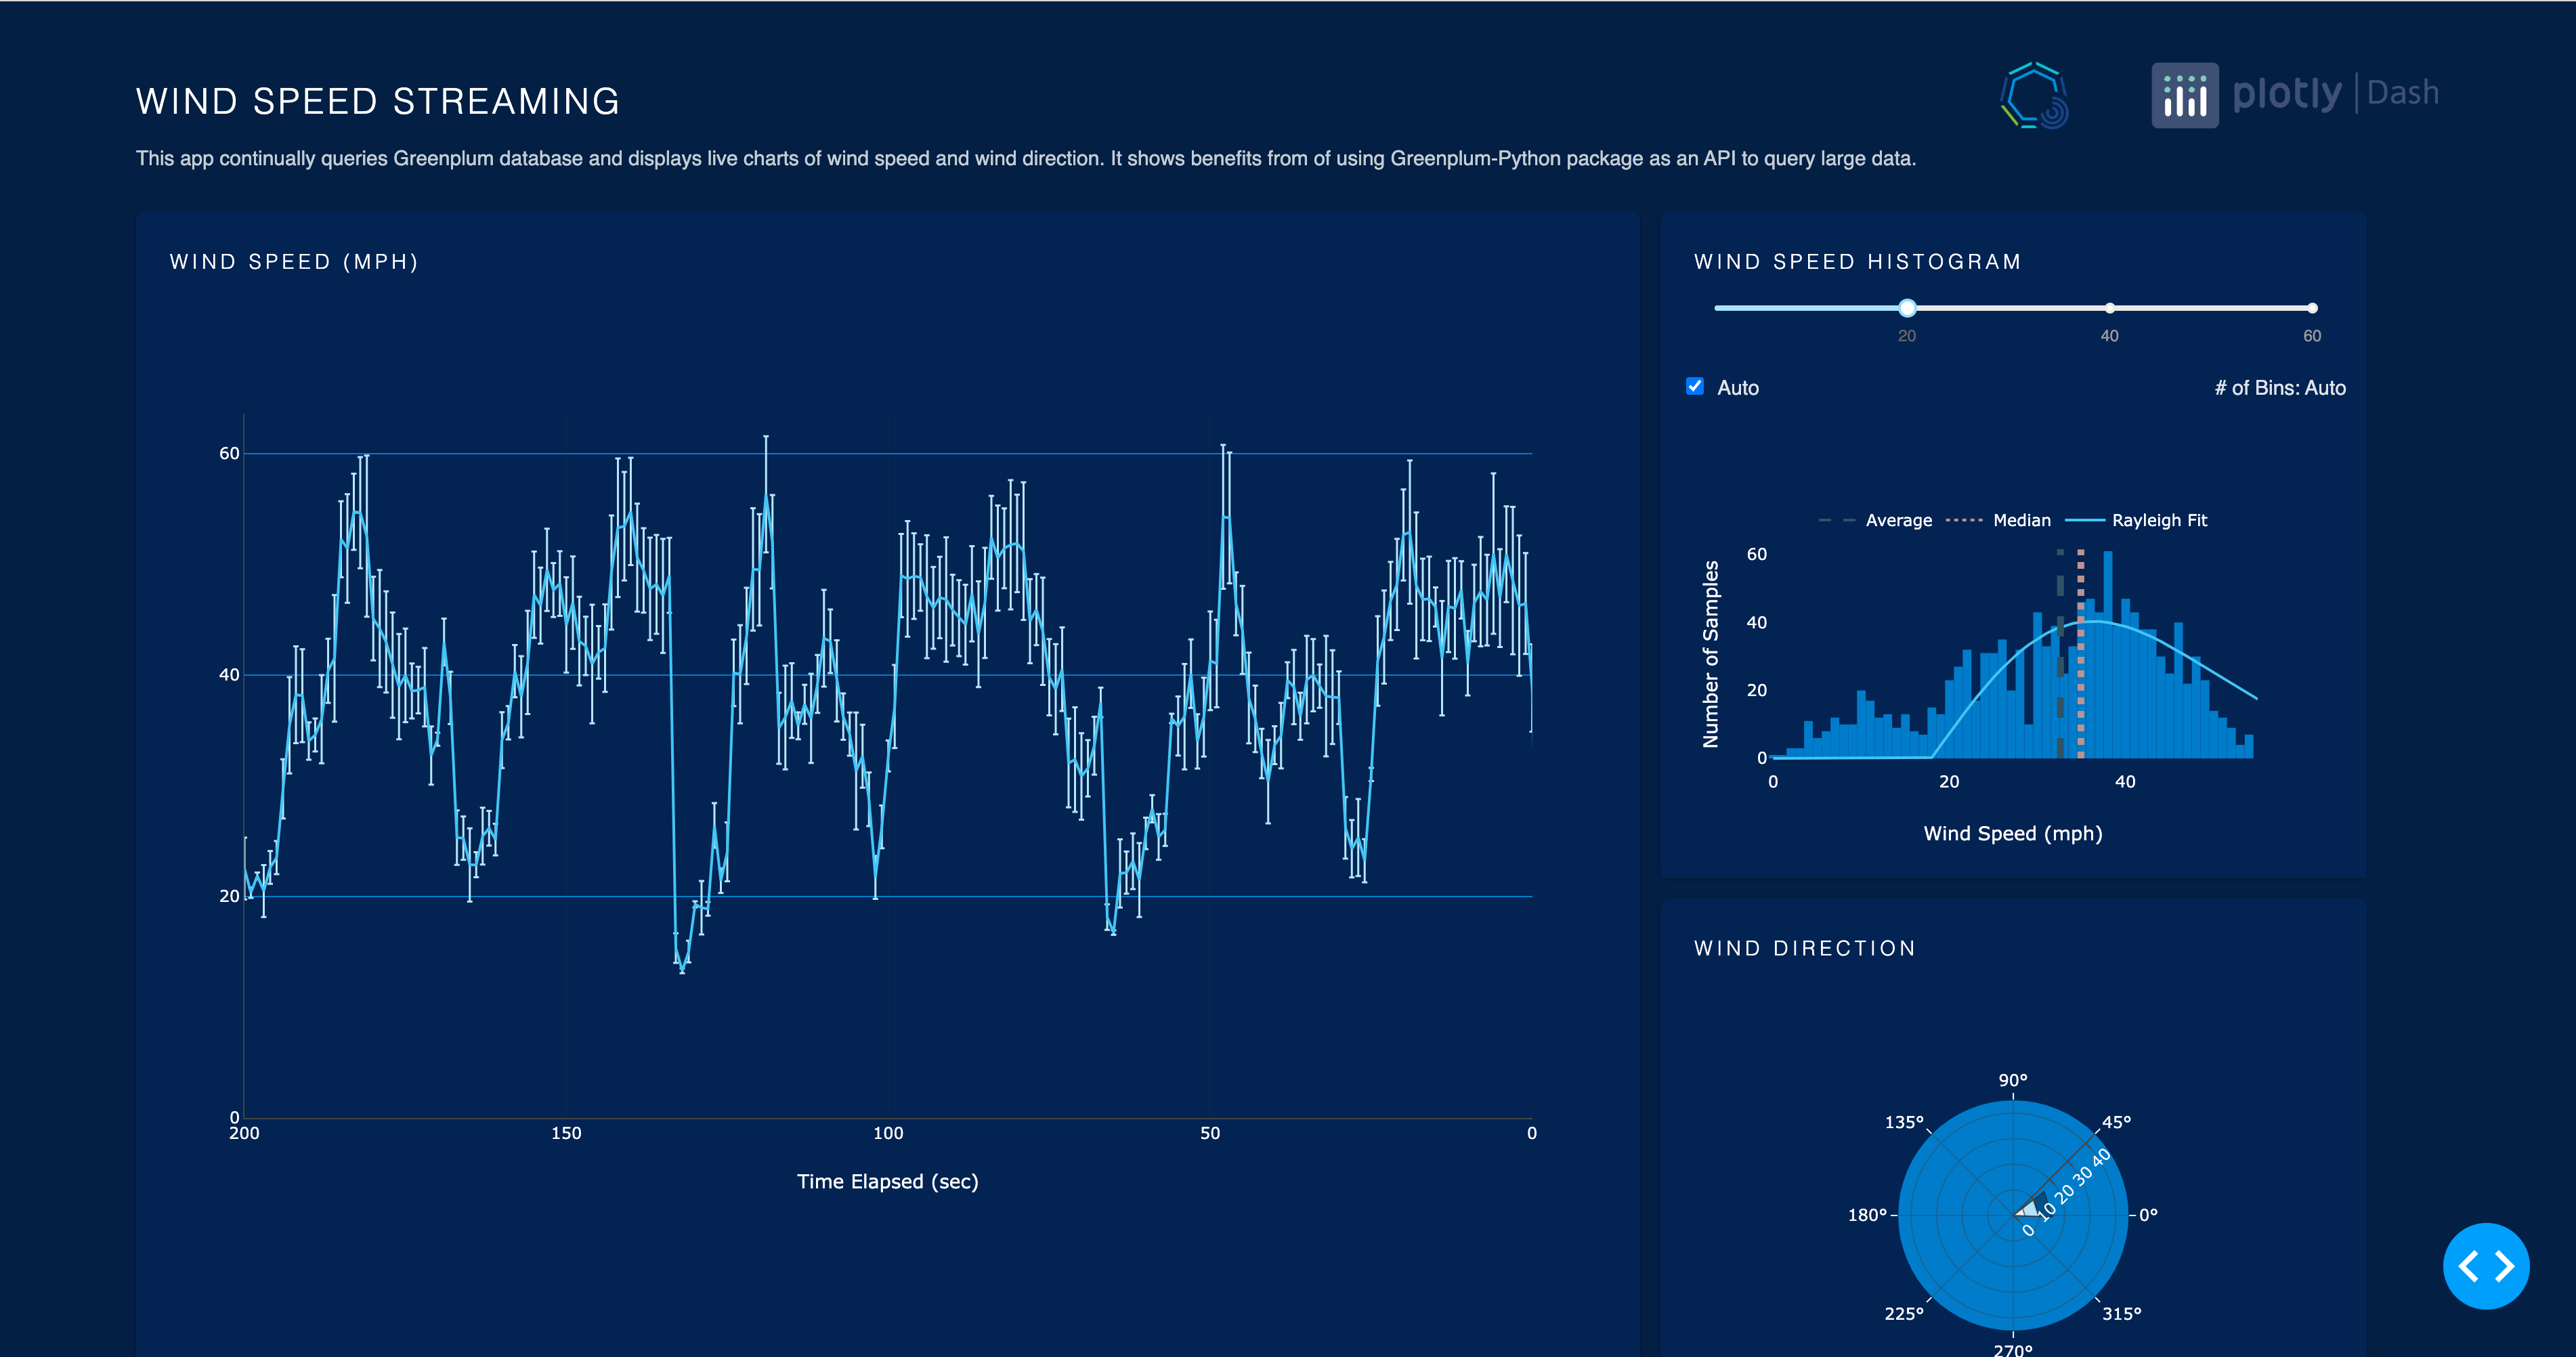 WIND SPEED STREAMING
plotly | Dash
This app continually queries Greenplum database and displays live charts of wind speed and wind direction. It shows benefits from of using Greenplum-Python package as an API to query large data.
WIND SPEED (MPH)
60
40
20
0
200 150 100 50 0
Time Elapsed (sec)
WIND SPEED HISTOGRAM
20 40 60
Auto # of Bins: Auto
Average Median Rayleigh Fit
Number of Samples
60
40
20
0
0 20 40
Wind Speed (mph)
WIND DIRECTION
90°
135° 45°
0 10 20 30 40
180° 0°
225° 315°
270°